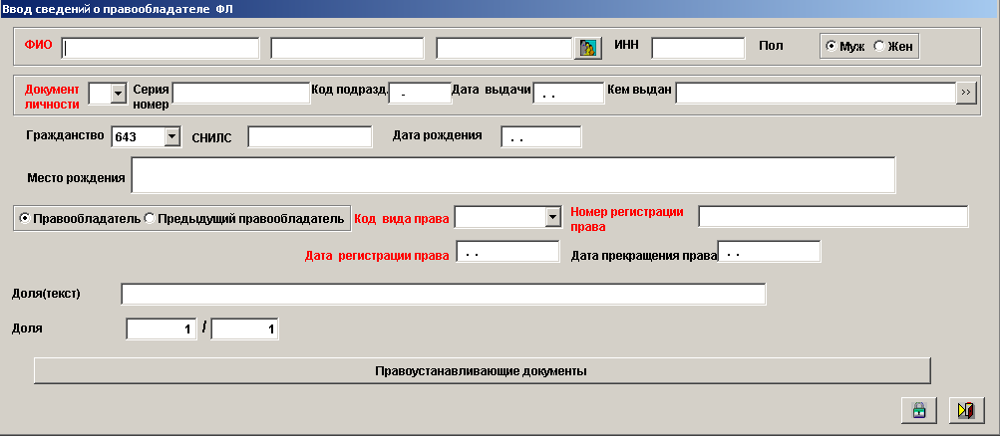 Ввод сведений о правообладателе ФЛ
ФИО ИНН Пол Муж Жен
Документ личности Серия номер Код подразд. - Дата выдачи . . Кем выдан >>
Гражданство 643 СНИЛС Дата рождения . .
Место рождения
Правообладатель Предыдущий правообладатель Код вида права Номер регистрации права
Дата регистрации права . . Дата прекращения права . .
Доля(текст)
Доля 1 / 1
Правоустанавливающие документы